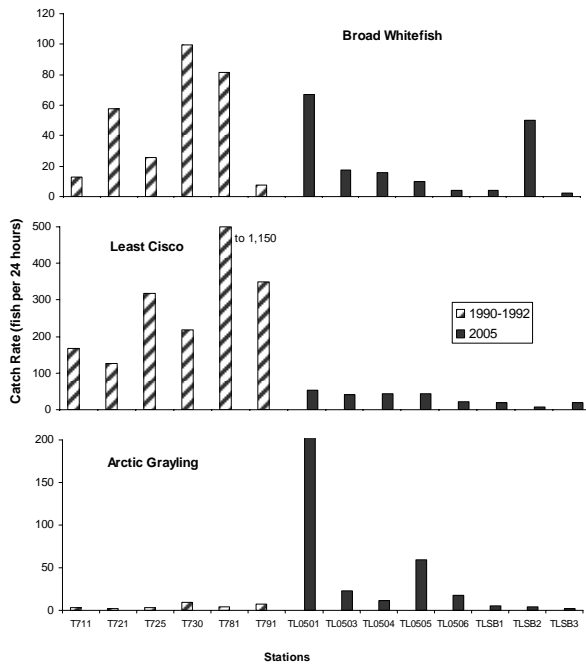 Broad Whitefish
120
100
80
60
40
20
0
Least Cisco
to 1,150
500
400
300
200
100
0
1990-1992
2005
Catch Rate (fish per 24 hours)
Arctic Grayling
200
150
100
50
0
T711 T721 T725 T730 T781 T791 TL0501 TL0503 TL0504 TL0505 TL0506 TLSB1 TLSB2 TLSB3
Stations